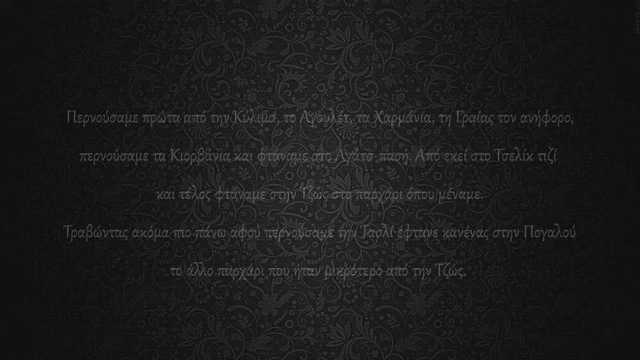 Περνούσαμε πρώτα από την Κύλιμα, το Αγουλέτ, τα Χαρμάνια, τη Γραίας τον ανήφορο,
περνούσαμε τα Κιορβάνια και φτάναμε στο Αγάτσ-πασή. Από εκεί στο Τσελίκ τιζί
και τέλος φτάναμε στην Τζώς στο παρχάρι όπου μέναμε.
Τραβώντας ακόμα πιο πάνω αφού περνούσαμε την Τασλί έφτανε κανένας στην Πογαλού
το άλλο παρχάρι που ήταν μικρότερο από την Τζώς.